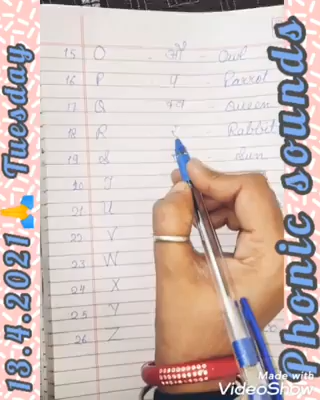 13.4.2021 🙏 Tuesday
15 O - औ - Owl
16 P - प - Parrot
17 Q - क्व - Queen
18 R - र - Rabbit
19 S - Sun
20 T
21 U
22 V
23 W
24 X
25 Y
26 Z
Phonic sounds
Made with
VideoShow